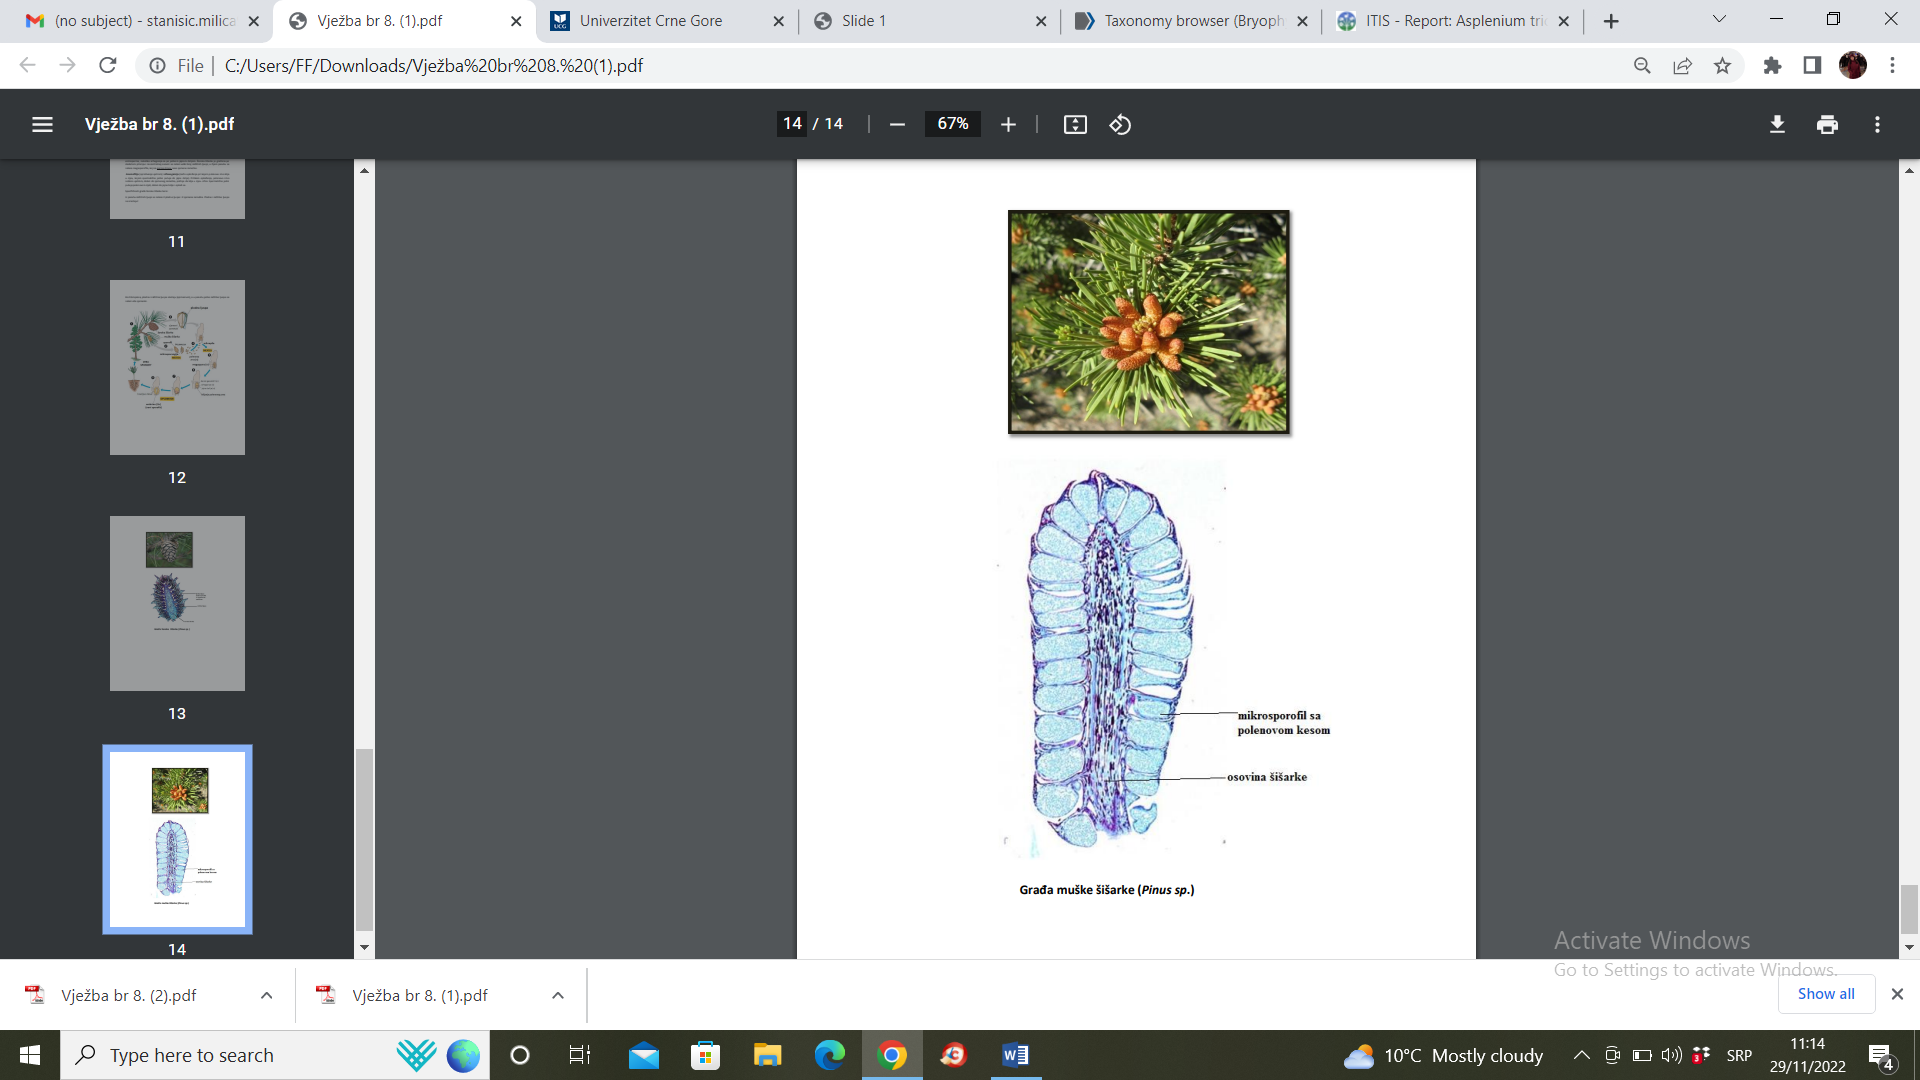 (no subject) - stanisic.milica
Vježba br 8. (1).pdf
Univerzitet Crne Gore
Slide 1
Taxonomy browser (Bryoph
ITIS - Report: Asplenium tric
File
C:/Users/FF/Downloads/Vježba%20br%208.%20(1).pdf
Vježba br 8. (1).pdf
14 / 14
67%
11
12
13
14
mikrosporofil sa
polenovom kesom
osovina šišarke
Građa muške šišarke (Pinus sp.)
Activate Windows
Go to Settings to activate Windows.
Vježba br 8. (2).pdf
Vježba br 8. (1).pdf
Show all
Type here to search
10°C Mostly cloudy
SRP
11:14
29/11/2022
4